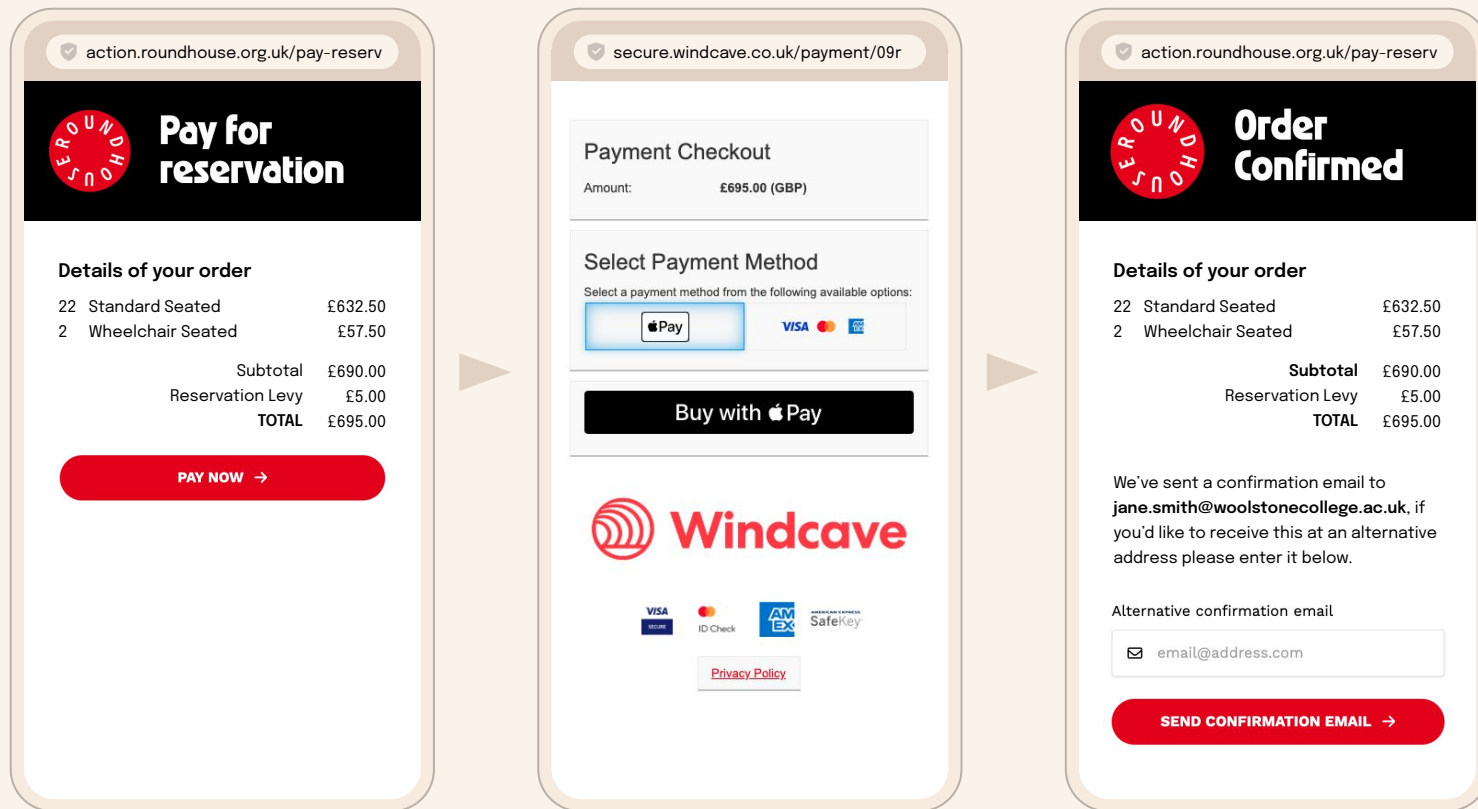 action.roundhouse.org.uk/pay-reserv
ROUNDHOUSE
Pay for
reservation
Details of your order
22 Standard Seated £632.50
2 Wheelchair Seated £57.50
Subtotal £690.00
Reservation Levy £5.00
TOTAL £695.00
PAY NOW →
secure.windcave.co.uk/payment/09r
Payment Checkout
Amount: £695.00 (GBP)
Select Payment Method
Select a payment method from the following available options:
Pay VISA
Buy with Pay
Windcave
VISA
SECURE
ID Check
AM
EX
AMERICAN EXPRESS
SafeKey
Privacy Policy
action.roundhouse.org.uk/pay-reserv
ROUNDHOUSE
Order
Confirmed
Details of your order
22 Standard Seated £632.50
2 Wheelchair Seated £57.50
Subtotal £690.00
Reservation Levy £5.00
TOTAL £695.00
We’ve sent a confirmation email to
jane.smith@woolstonecollege.ac.uk, if
you’d like to receive this at an alternative
address please enter it below.
Alternative confirmation email
email@address.com
SEND CONFIRMATION EMAIL →